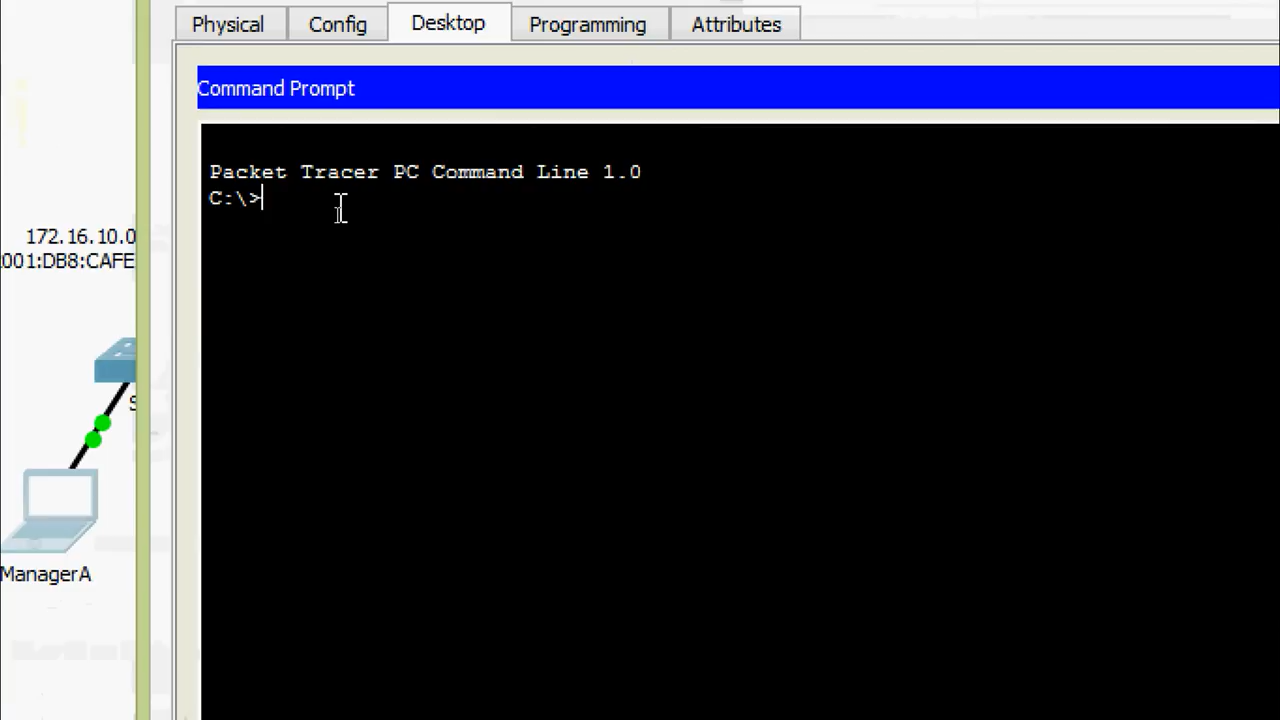 Physical
Config
Desktop
Programming
Attributes
Command Prompt
Packet Tracer PC Command Line 1.0
C:\>
172.16.10.0
001:DB8:CAFE
S
ManagerA